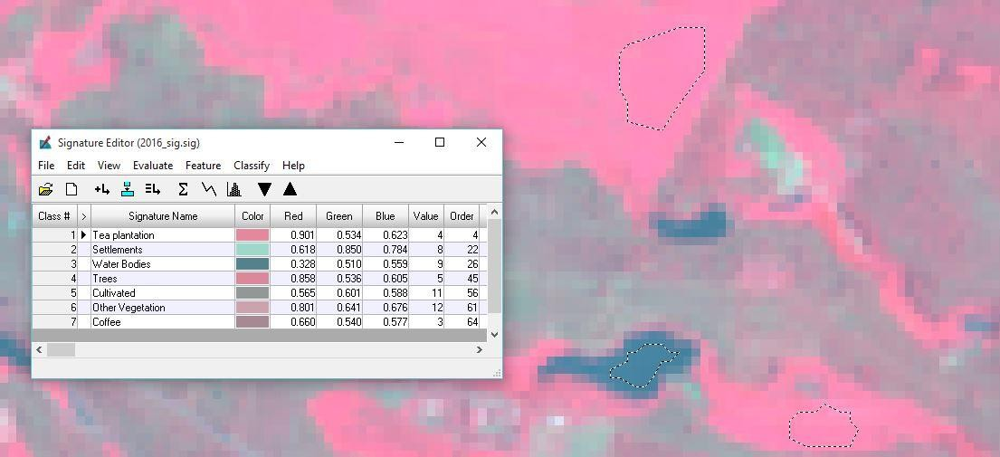 Signature Editor (2016_sig.sig)
File Edit View Evaluate Feature Classify Help
Class # > Signature Name Color Red Green Blue Value Order
1 Tea plantation 0.901 0.534 0.623 4 4
2 Settlements 0.618 0.850 0.784 8 22
3 Water Bodies 0.328 0.510 0.559 9 26
4 Trees 0.858 0.536 0.605 5 45
5 Cultivated 0.565 0.601 0.588 11 56
6 Other Vegetation 0.801 0.641 0.676 12 61
7 Coffee 0.660 0.540 0.577 3 64